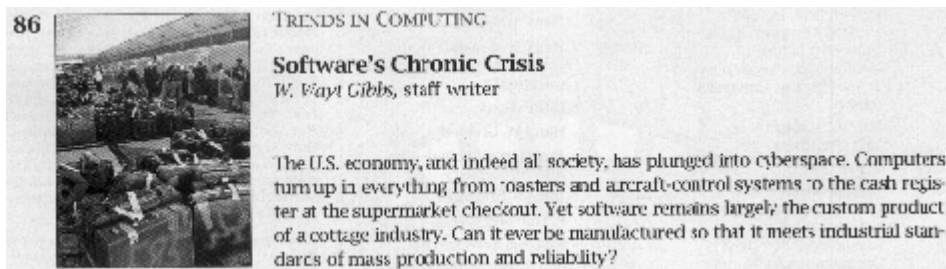 86
TRENDS IN COMPUTING
Software's Chronic Crisis
W. Wayt Gibbs, staff writer
The U.S. economy, and indeed all society, has plunged into cyberspace. Computers
turn up in everything from toasters and aircraft-control systems to the cash regis-
ter at the supermarket checkout. Yet software remains largely the custom product
of a cottage industry. Can it ever be manufactured so that it meets industrial stan-
dards of mass production and reliability?